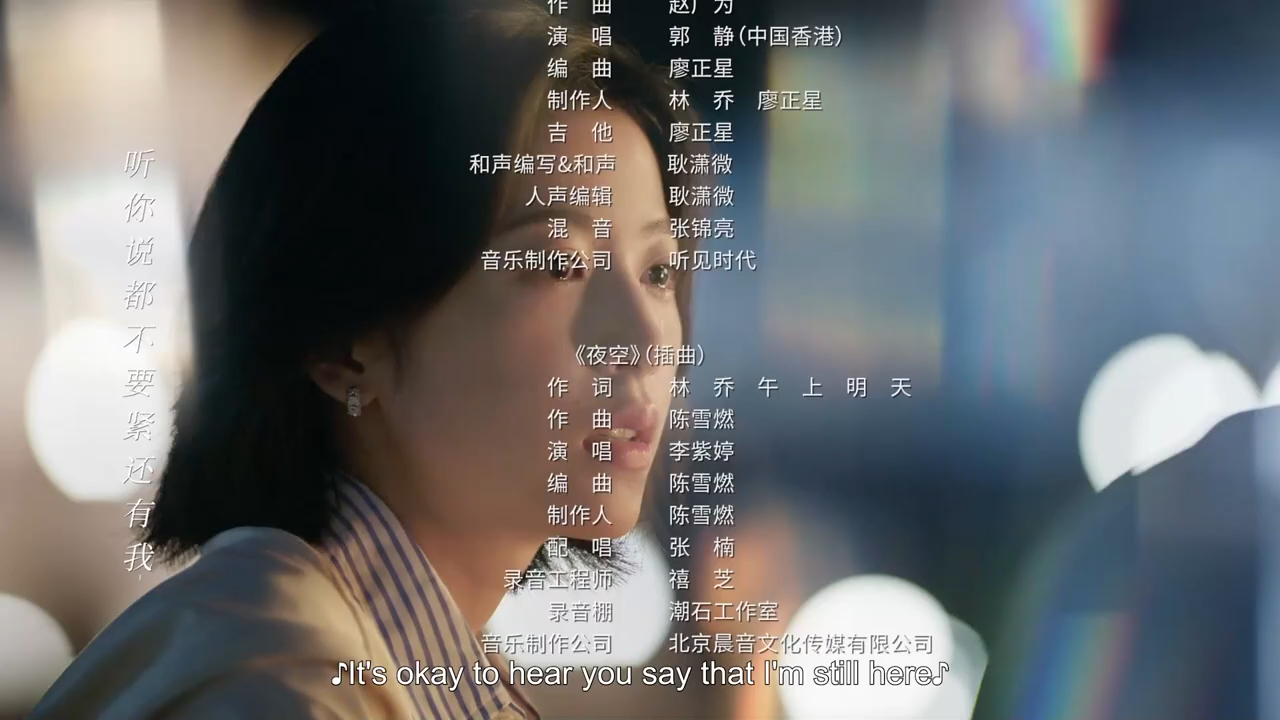 作 曲 赵广为
演 唱 郭 静(中国香港)
编 曲 廖正星
制作人 林 乔 廖正星
吉 他 廖正星
和声编写&和声 耿潇微
人声编辑 耿潇微
混 音 张锦亮
音乐制作公司 听见时代
《夜空》(插曲)
作 词 林 乔 午 上 明 天
作 曲 陈雪燃
演 唱 李紫婷
编 曲 陈雪燃
制作人 陈雪燃
配 唱 张 楠
录音工程师 禧 芝
录音棚 潮石工作室
音乐制作公司 北京晨音文化传媒有限公司
听你说都不要紧还有我
♪It's okay to hear you say that I'm still here♪